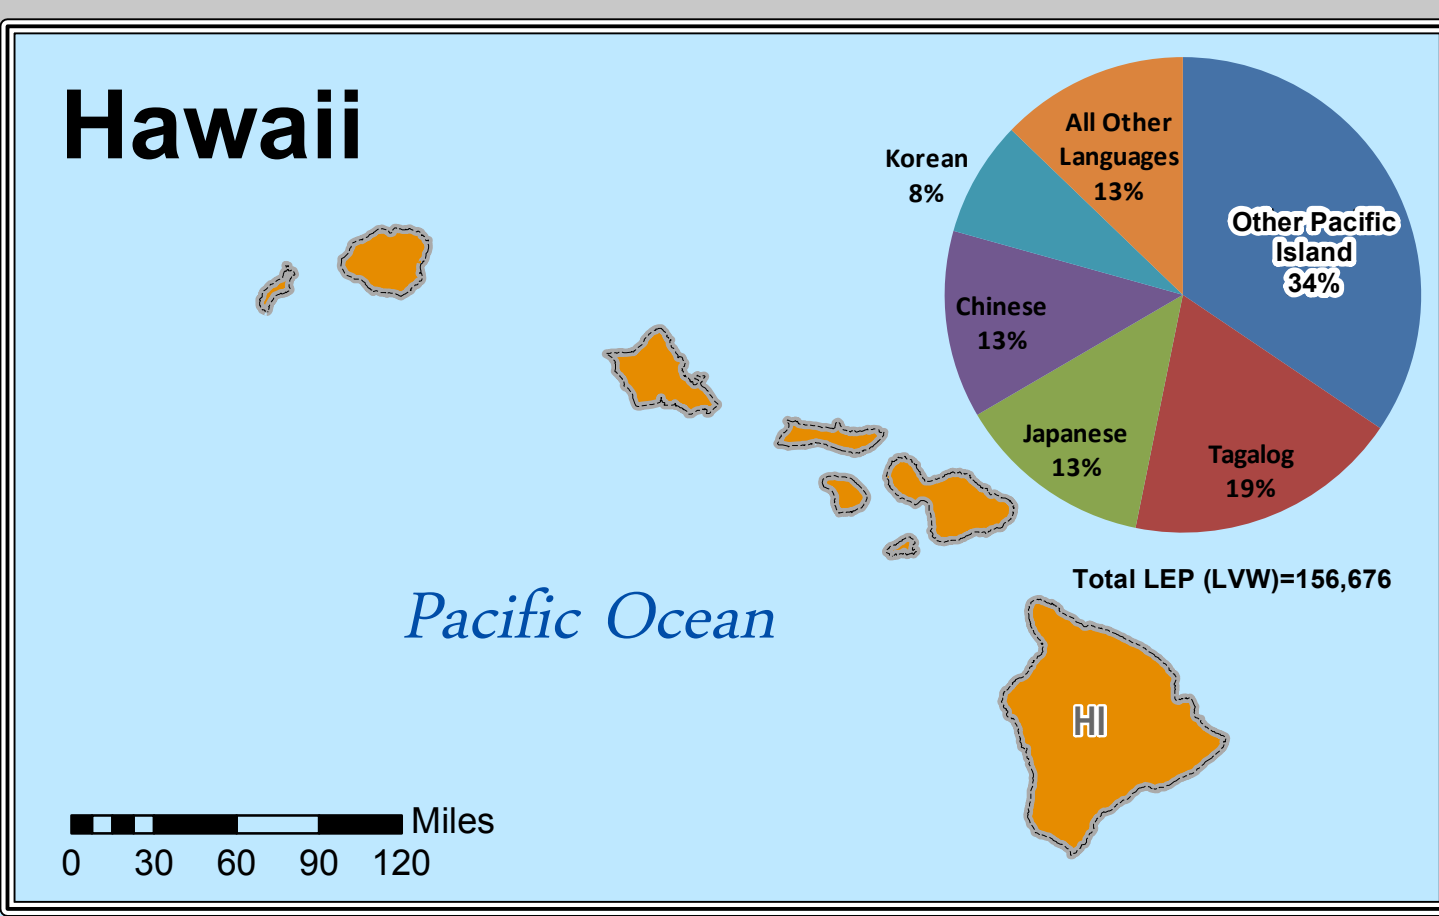 Hawaii
All Other
Languages
13%
Korean
8%
Other Pacific
Island
34%
Chinese
13%
Japanese
13%
Tagalog
19%
Total LEP (LVW)=156,676
Pacific Ocean
HI
Miles
0 30 60 90 120